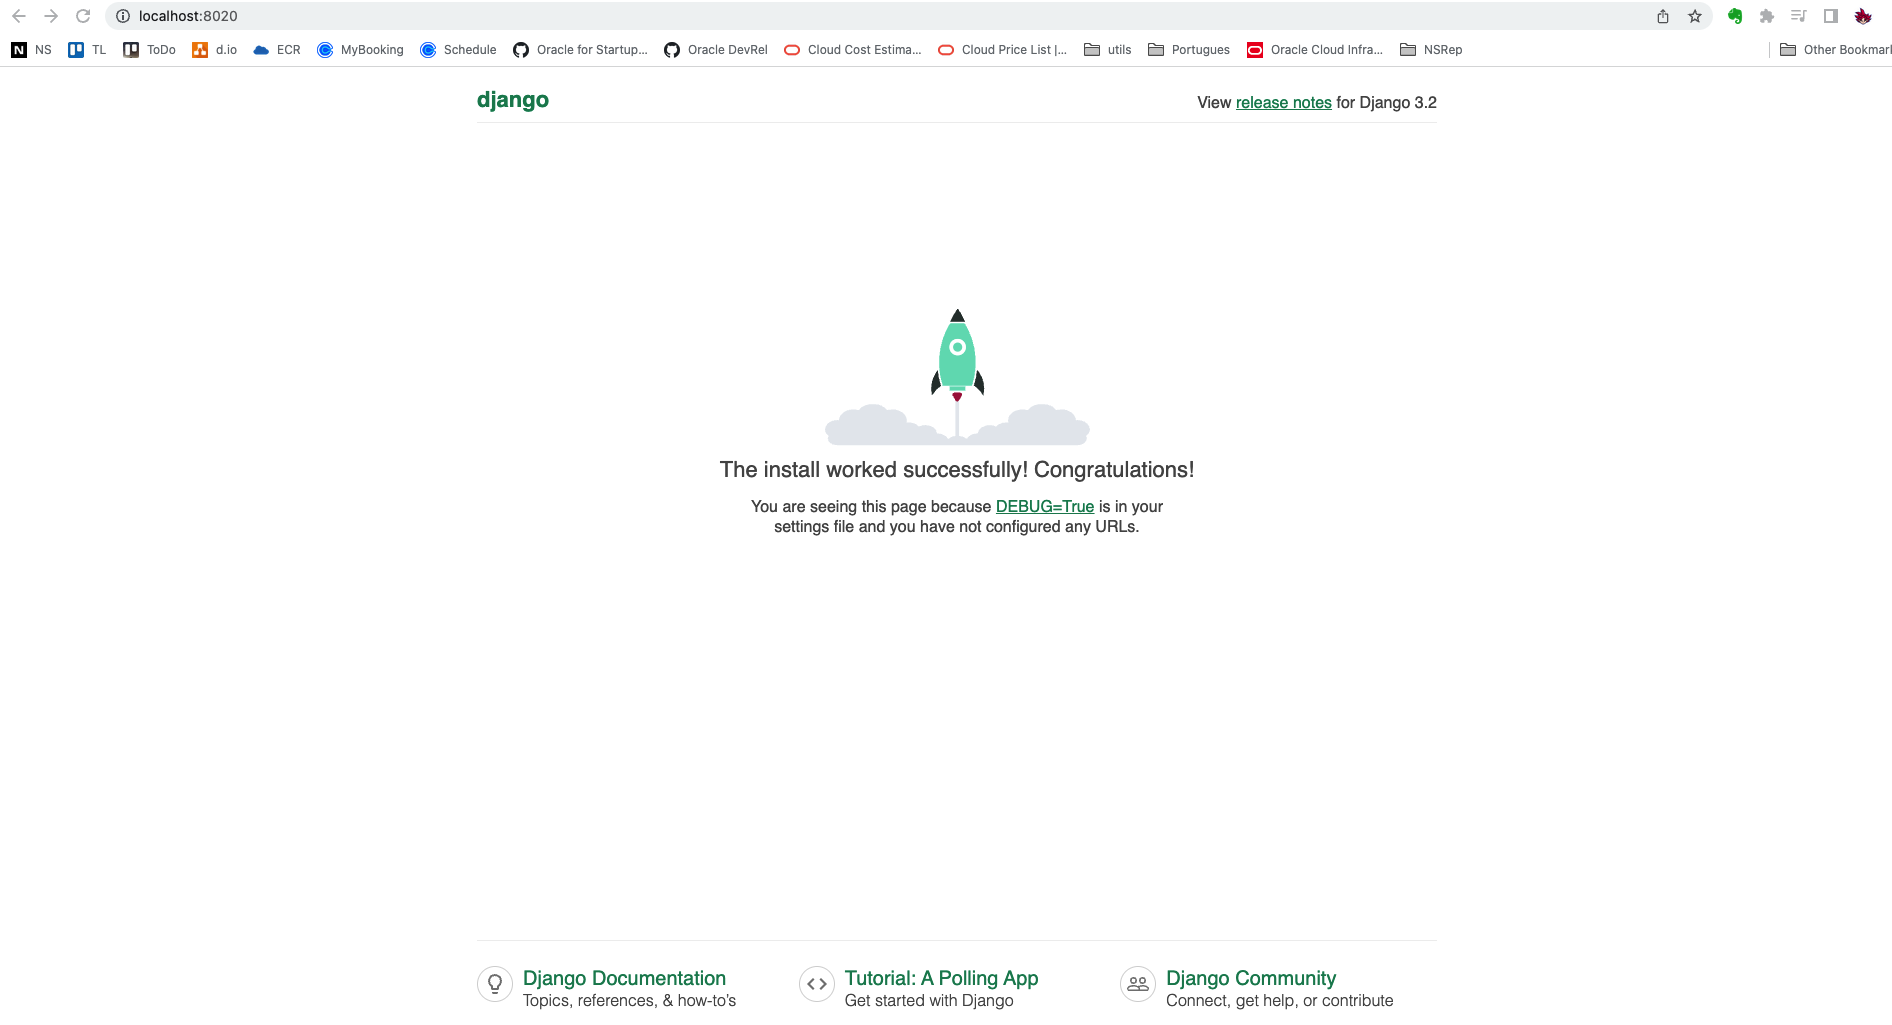 localhost:8020
NS TL ToDo d.io ECR MyBooking Schedule Oracle for Startup... Oracle DevRel Cloud Cost Estima... Cloud Price List |... utils Portugues Oracle Cloud Infra... NSRep Other Bookmark
django View release notes for Django 3.2
The install worked successfully! Congratulations!
You are seeing this page because DEBUG=True is in your
settings file and you have not configured any URLs.
Django Documentation
Topics, references, & how-to's
Tutorial: A Polling App
Get started with Django
Django Community
Connect, get help, or contribute